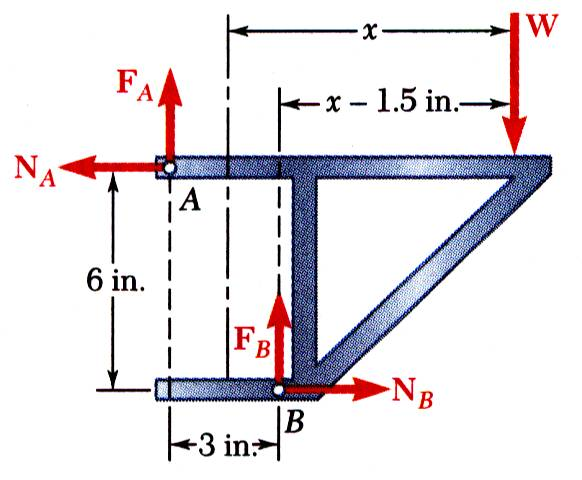 W
x
x – 1.5 in.
F_A
N_A
A
6 in.
F_B
N_B
B
3 in.